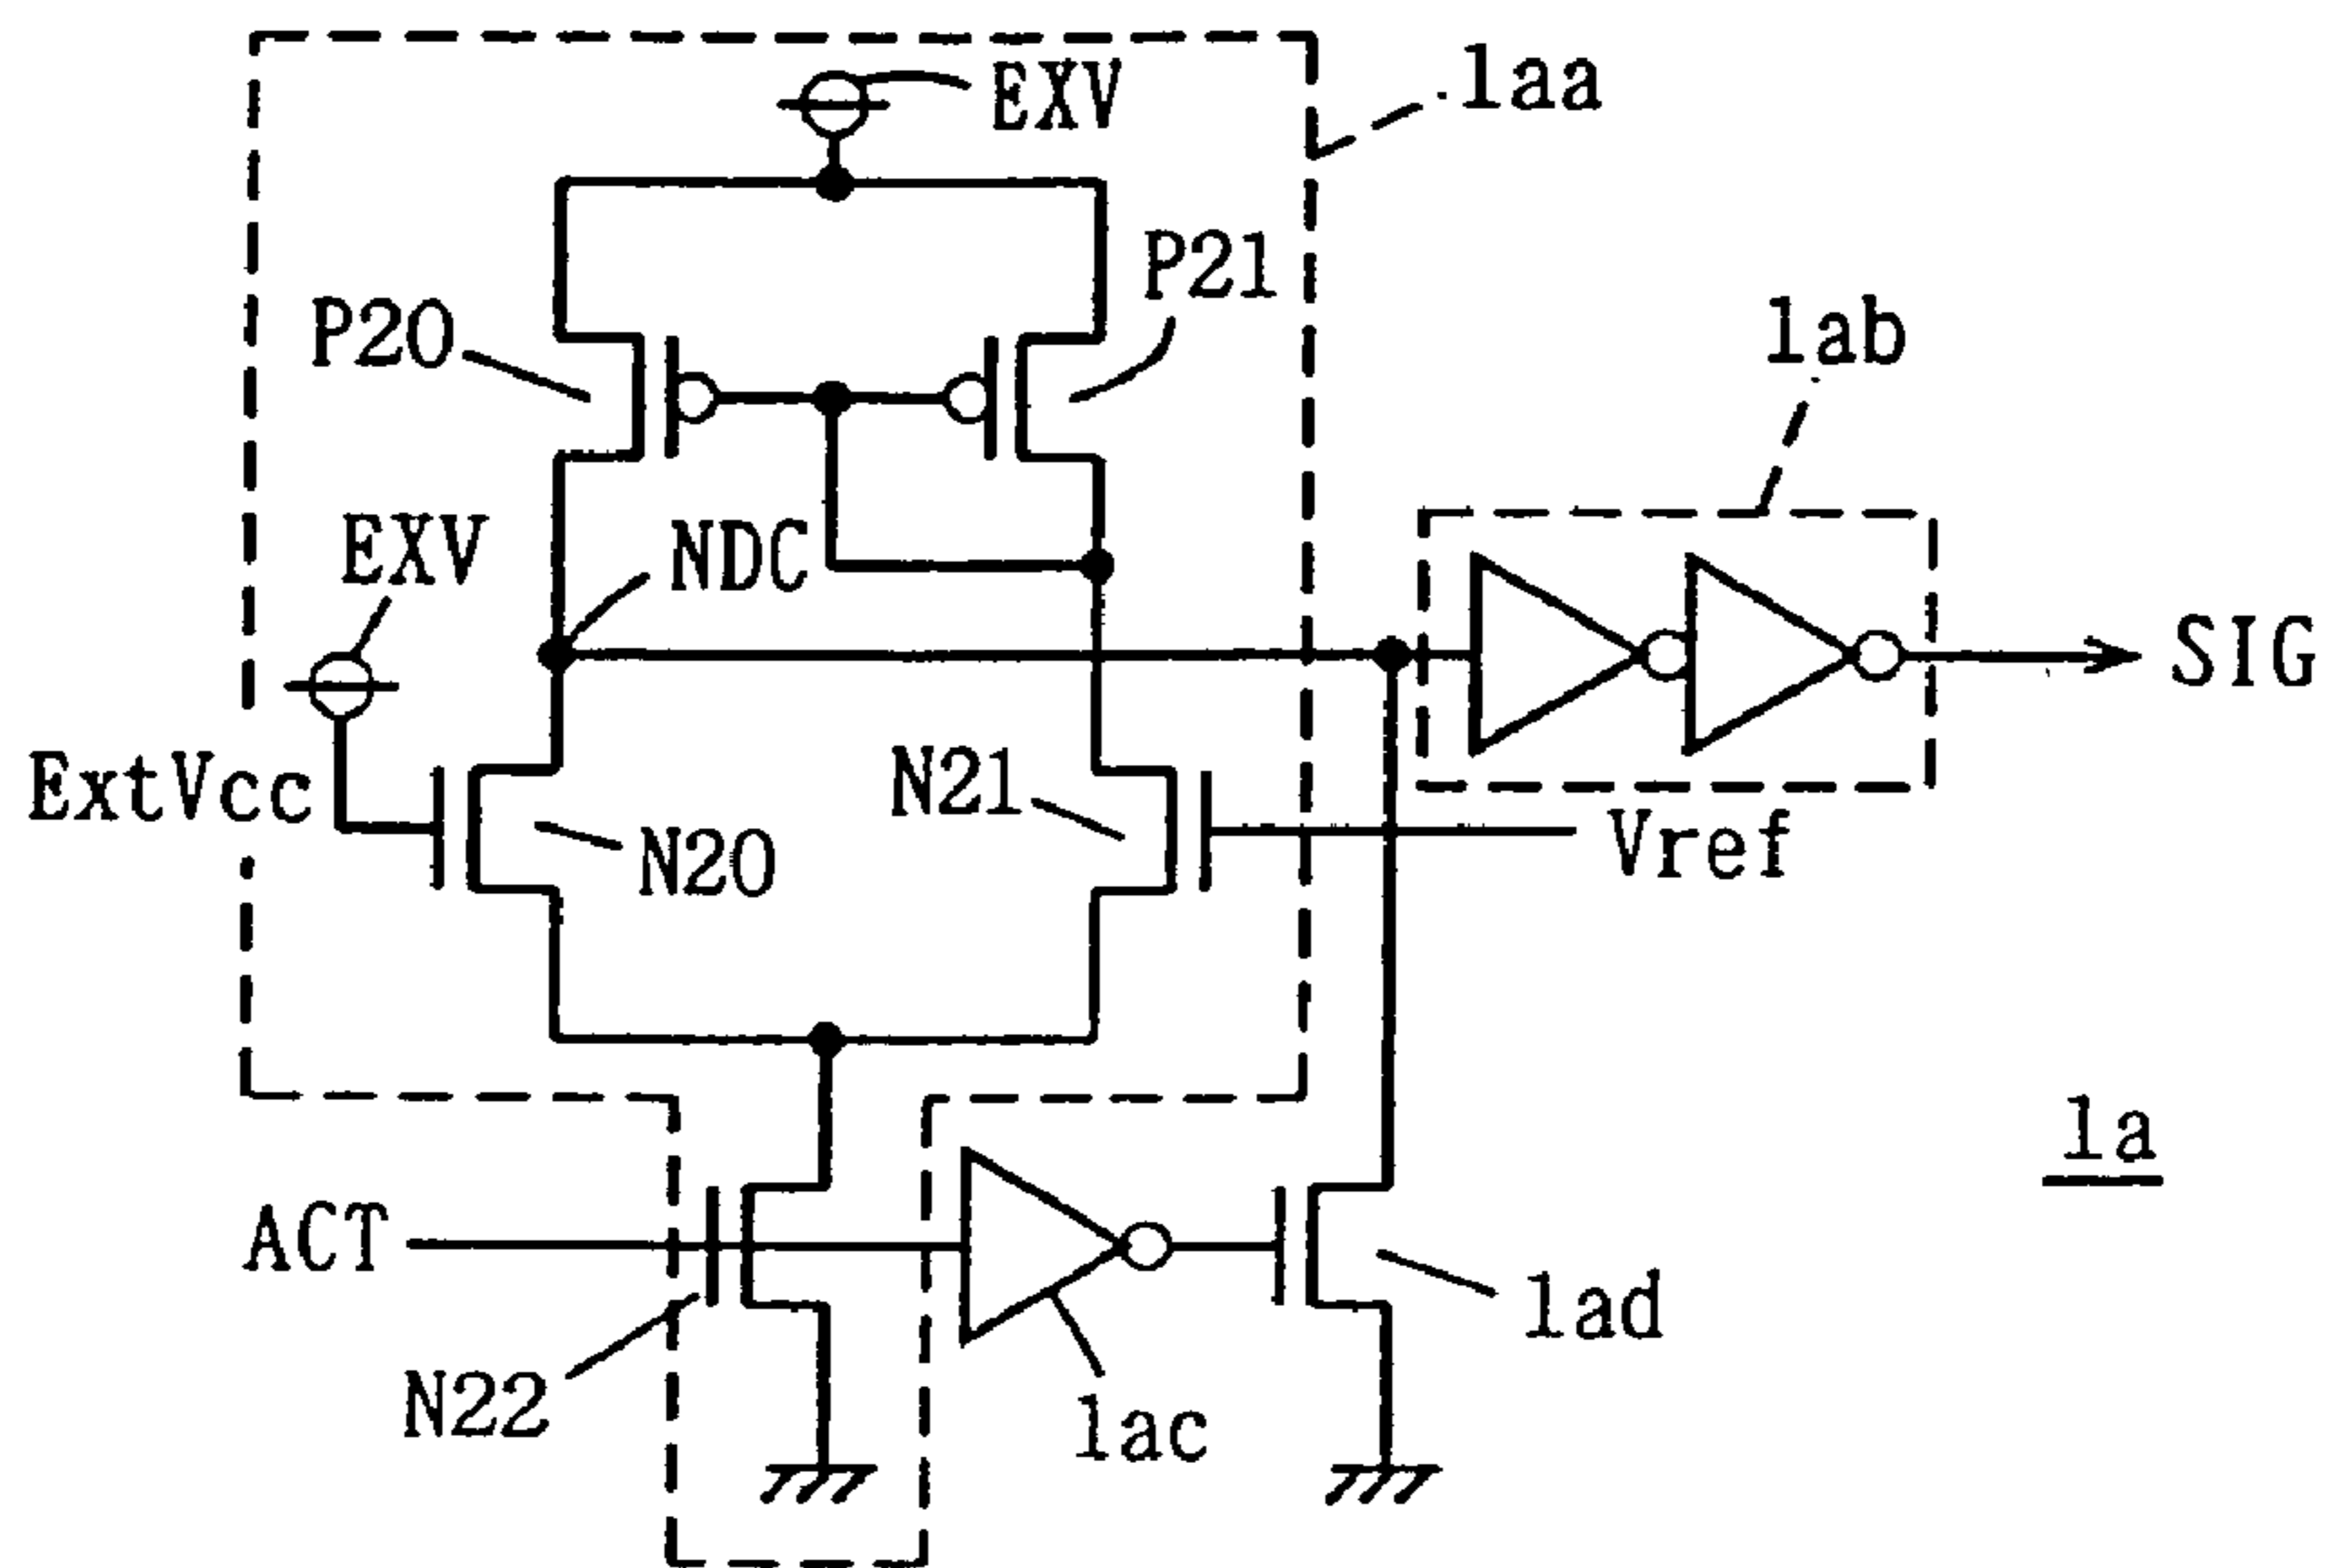 EXV
1aa
P21
P20
1ab
EXV
NDC
SIG
ExtVcc
N21
N20
Vref
1a
ACT
1ad
N22
1ac